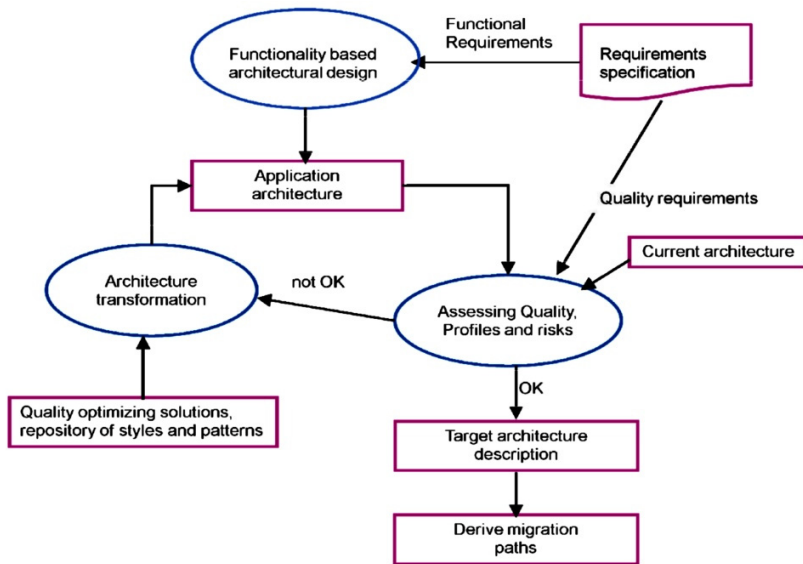 Functional
Requirements
Functionality based
architectural design
Requirements
specification
Application
architecture
Quality requirements
Current architecture
Architecture
transformation
not OK
Assessing Quality,
Profiles and risks
OK
Quality optimizing solutions,
repository of styles and patterns
Target architecture
description
Derive migration
paths